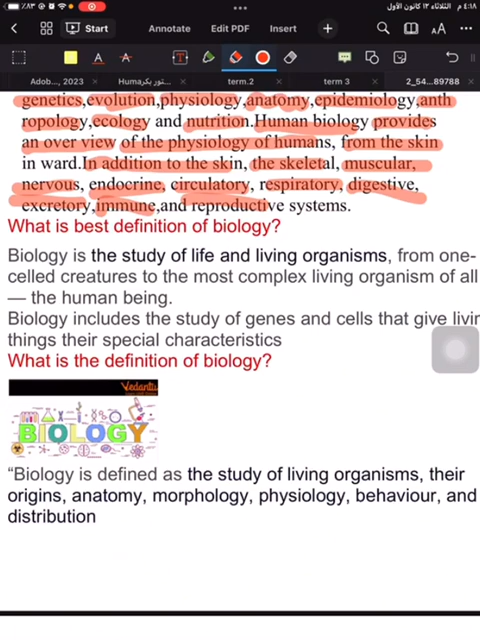 ٪٨٣ ٤:١٨ م الثلاثاء ١٢ كانون الأول
Start Annotate Edit PDF Insert AA
Adob., 2023 Huma تور بكر term.2 term 3 2_54...89788
genetics,evolution,physiology,anatomy,epidemiology,anth
ropology,ecology and nutrition.Human biology provides
an over view of the physiology of humans, from the skin
in ward.In addition to the skin, the skeletal, muscular,
nervous, endocrine, circulatory, respiratory, digestive,
excretory,immune,and reproductive systems.
What is best definition of biology?
Biology is the study of life and living organisms, from one-
celled creatures to the most complex living organism of all
— the human being.
Biology includes the study of genes and cells that give livin
things their special characteristics
What is the definition of biology?
Vedantu
BIOLOGY
“Biology is defined as the study of living organisms, their
origins, anatomy, morphology, physiology, behaviour, and
distribution